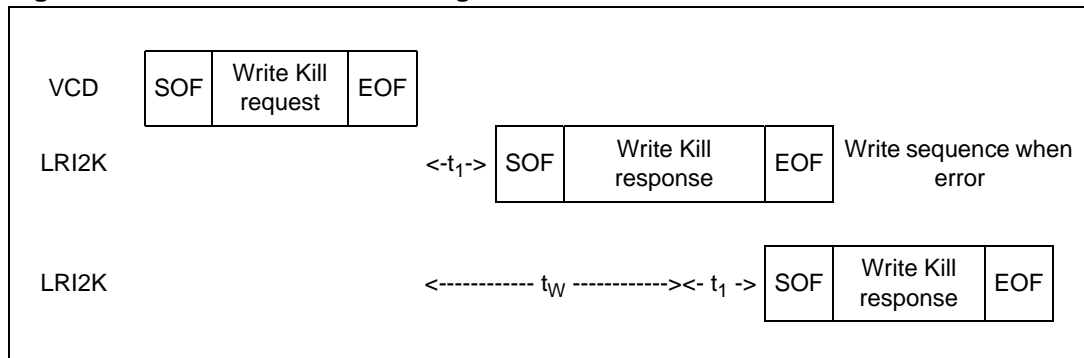 VCD SOF Write Kill request EOF
LRI2K <-t₁-> SOF Write Kill response EOF Write sequence when error
LRI2K <------------ t_W ------------><- t₁ -> SOF Write Kill response EOF